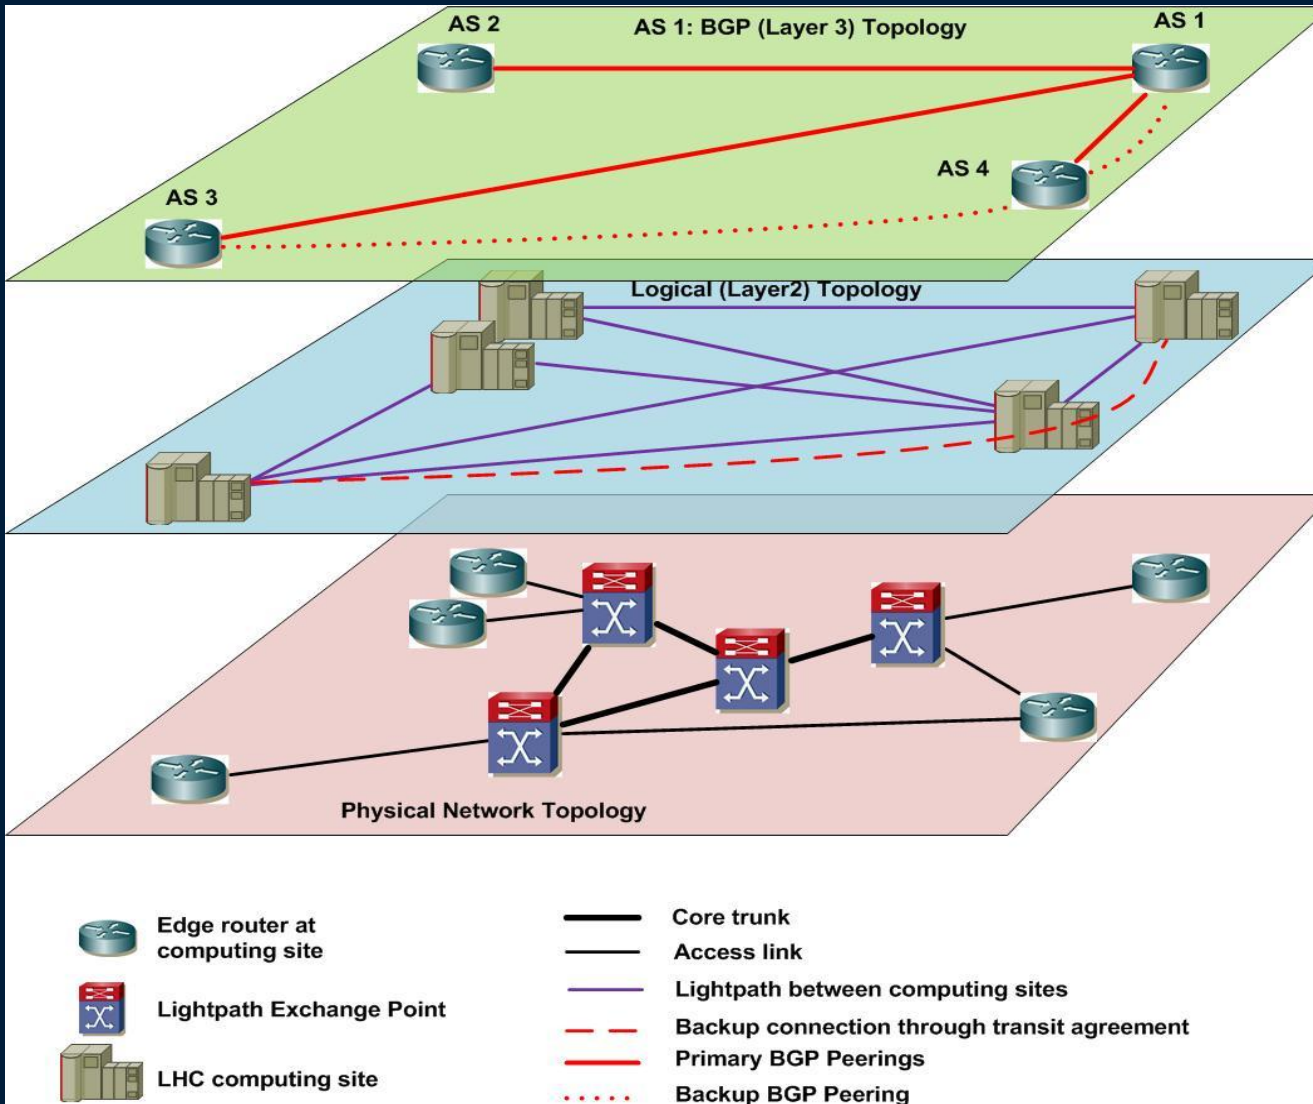 AS 2
AS 1: BGP (Layer 3) Topology
AS 1
AS 4
AS 3
Logical (Layer2) Topology
Physical Network Topology
Edge router at
computing site
Lightpath Exchange Point
LHC computing site
Core trunk
Access link
Lightpath between computing sites
Backup connection through transit agreement
Primary BGP Peerings
Backup BGP Peering